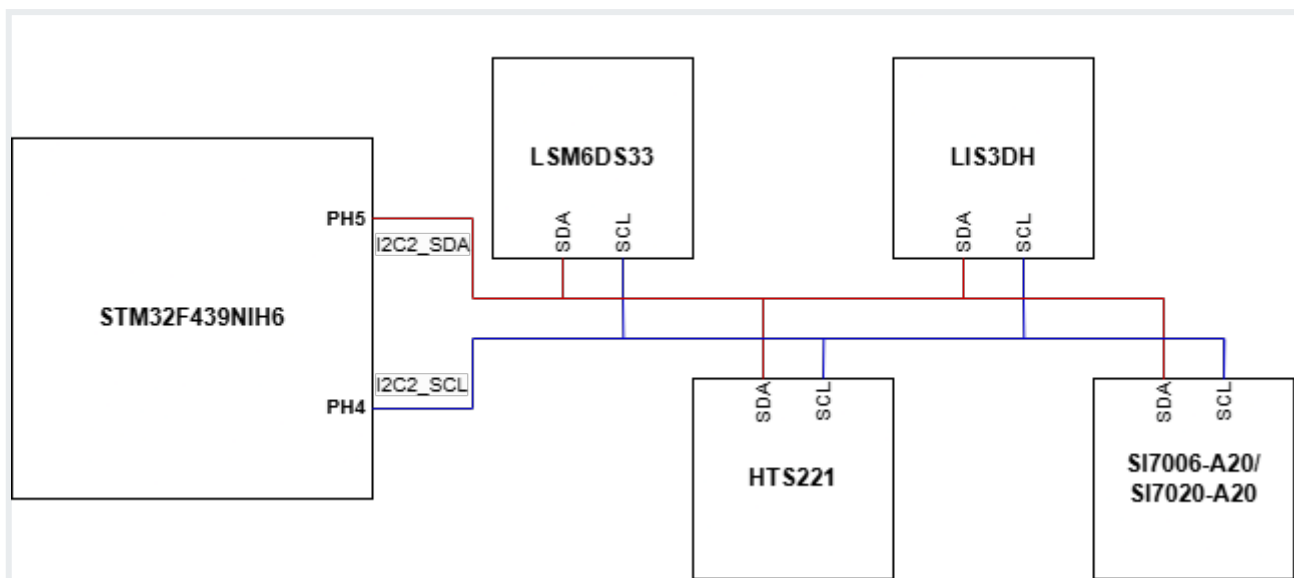 LSM6DS33
SDA
SCL
LIS3DH
SDA
SCL
PH5
I2C2_SDA
STM32F439NIH6
I2C2_SCL
PH4
SDA
SCL
HTS221
SDA
SCL
SI7006-A20/
SI7020-A20